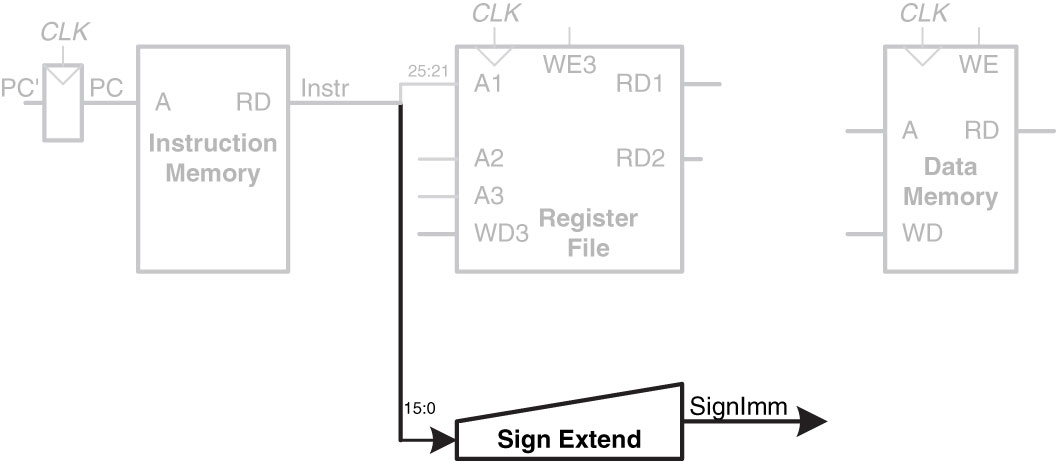 CLK
PC'
PC
A
RD
Instruction
Memory
Instr
25:21
CLK
WE3
A1
RD1
A2
RD2
A3
WD3
Register
File
CLK
WE
A
RD
Data
Memory
WD
15:0
Sign Extend
SignImm